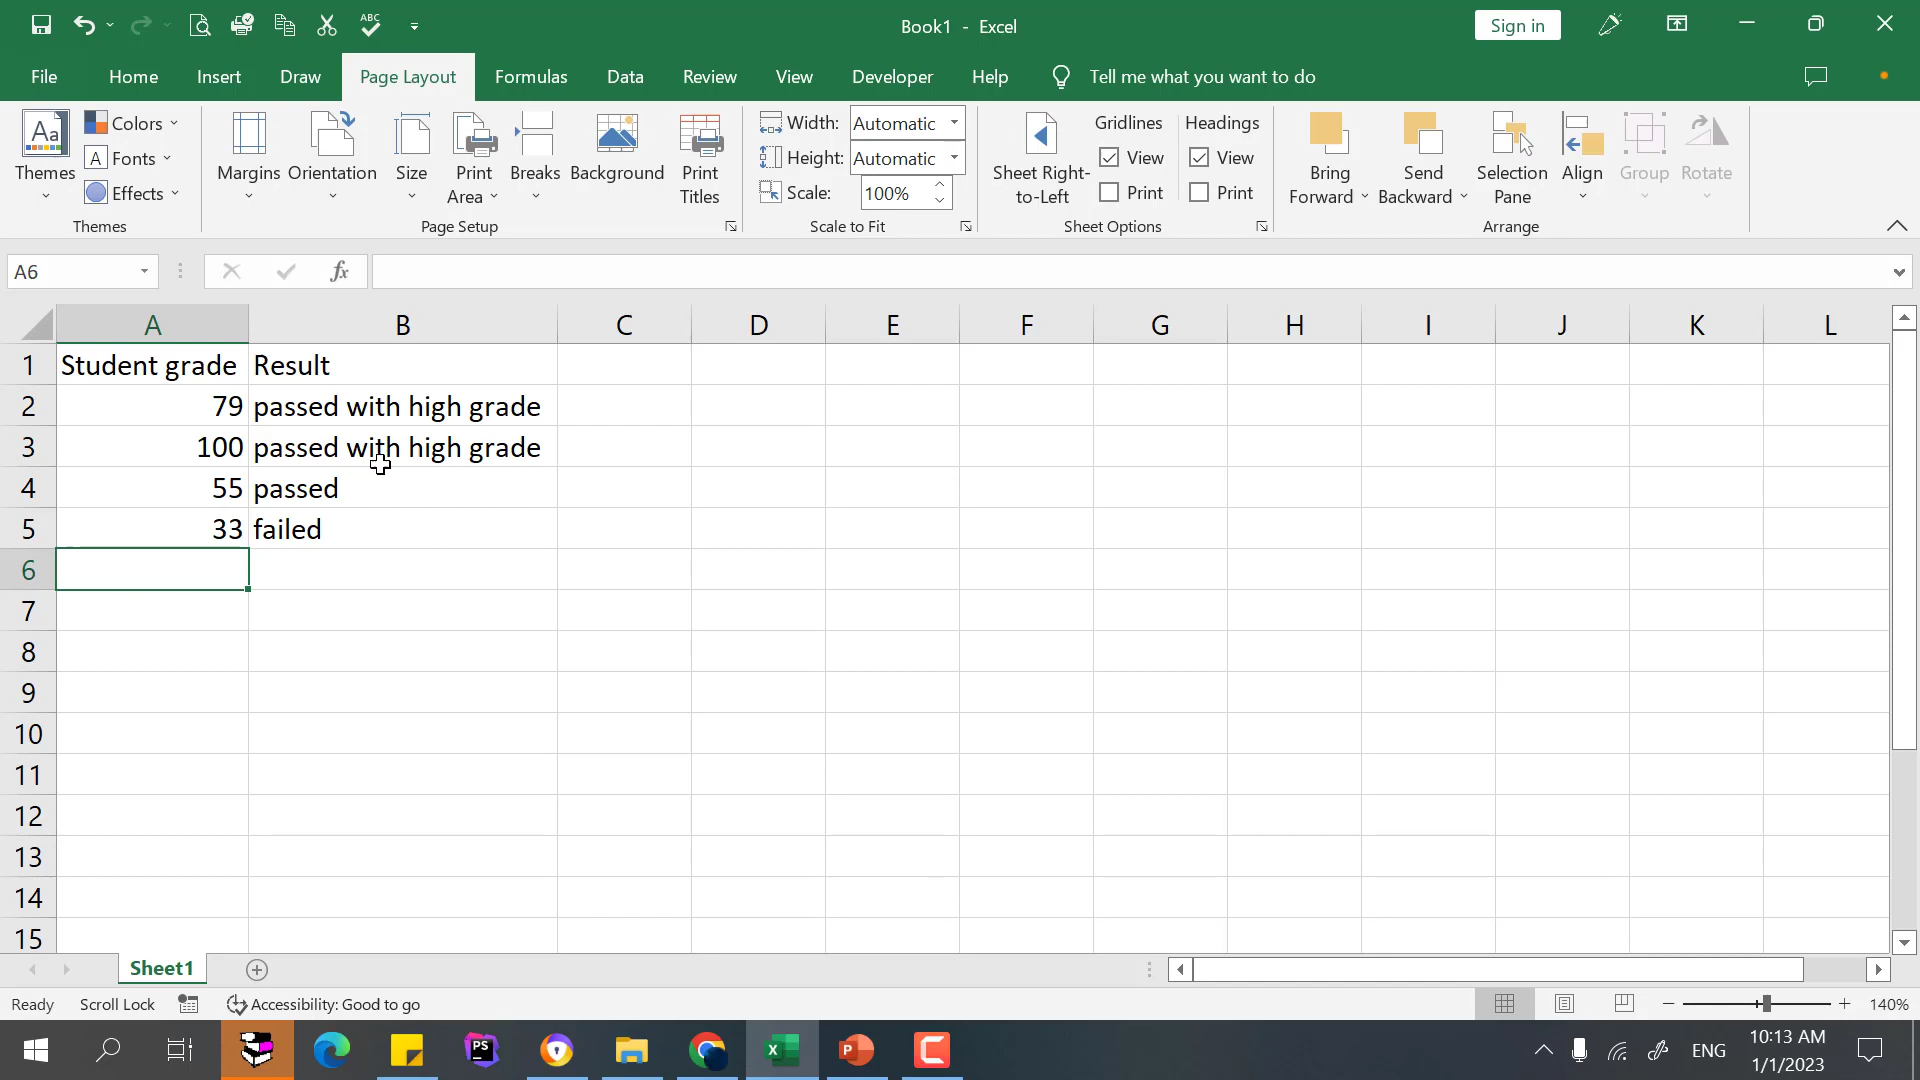 ABC
Book1 - Excel
Sign in
File Home Insert Draw Page Layout Formulas Data Review View Developer Help Tell me what you want to do
Aa
Themes
Colors
A Fonts
Effects
Themes
Margins Orientation Size Print Area Breaks Background Print Titles
Page Setup
Width: Automatic
Height: Automatic
Scale: 100%
Scale to Fit
Sheet Right-to-Left
Gridlines
View
Print
Headings
View
Print
Sheet Options
Bring Forward Send Backward Selection Pane Align Group Rotate
Arrange
A6 fx
A B C D E F G H I J K L
1 Student grade Result
2 79 passed with high grade
3 100 passed with high grade
4 55 passed
5 33 failed
6
7
8
9
10
11
12
13
14
15
Sheet1
Ready Scroll Lock Accessibility: Good to go 140%
PS X P C
ENG
10:13 AM
1/1/2023